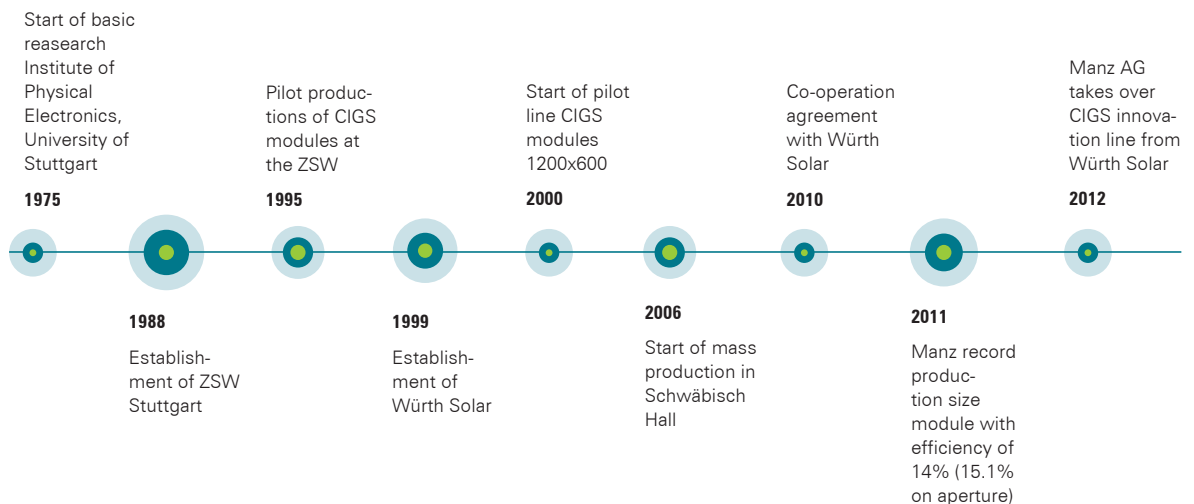 Start of basic
reasearch
Institute of
Physical
Electronics,
University of
Stuttgart
1975
1988
Establish-
ment of ZSW
Stuttgart
Pilot produc-
tions of CIGS
modules at
the ZSW
1995
1999
Establish-
ment of
Würth Solar
Start of pilot
line CIGS
modules
1200x600
2000
2006
Start of mass
production in
Schwäbisch
Hall
Co-operation
agreement
with Würth
Solar
2010
2011
Manz record
produc-
tion size
module with
efficiency of
14% (15.1%
on aperture)
Manz AG
takes over
CIGS innova-
tion line from
Würth Solar
2012